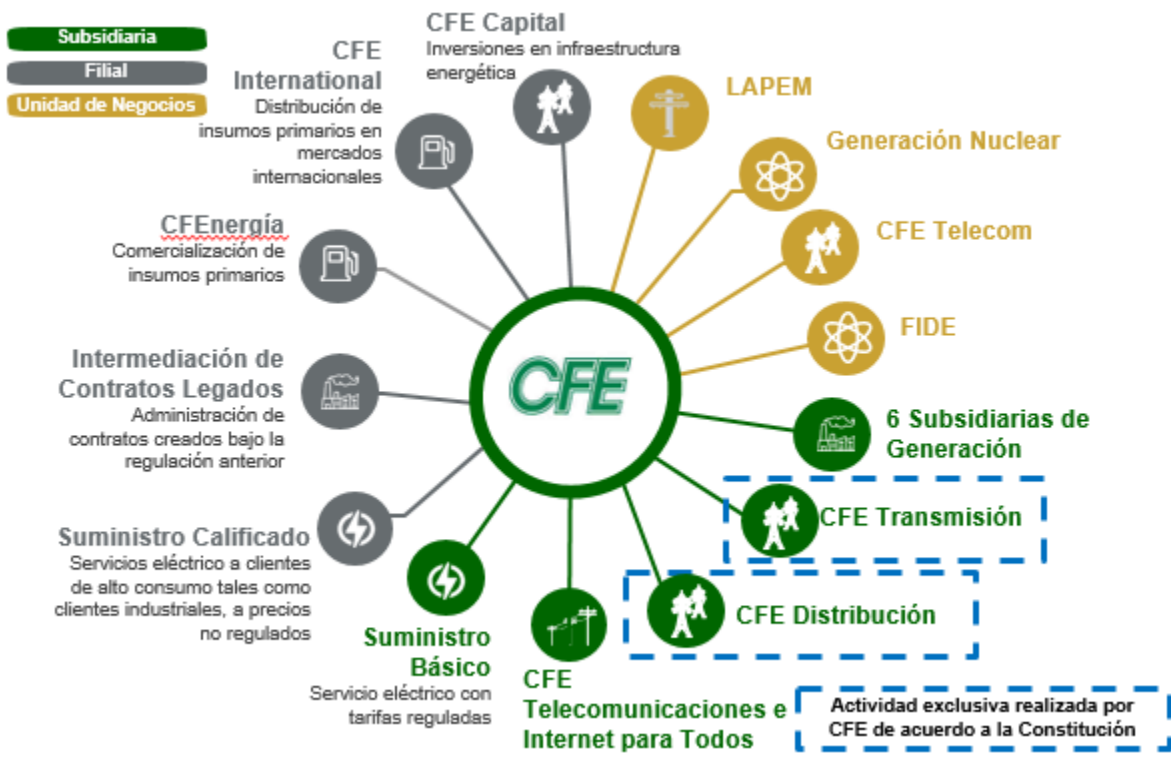 Subsidiaria
Filial
Unidad de Negocios
CFE Capital
Inversiones en infraestructura
energética
CFE
International
Distribución de
insumos primarios en
mercados
internacionales
CFEnergía
Comercialización de
insumos primarios
Intermediación de
Contratos Legados
Administración de
contratos creados bajo la
regulación anterior
Suministro Calificado
Servicios eléctrico a clientes
de alto consumo tales como
clientes industriales, a precios
no regulados
Suministro
Básico
Servicio eléctrico con
tarifas reguladas
CFE
Telecomunicaciones e
Internet para Todos
CFE Distribución
CFE Transmisión
6 Subsidiarias de
Generación
FIDE
CFE Telecom
Generación Nuclear
LAPEM
CFE
Actividad exclusiva realizada por
CFE de acuerdo a la Constitución